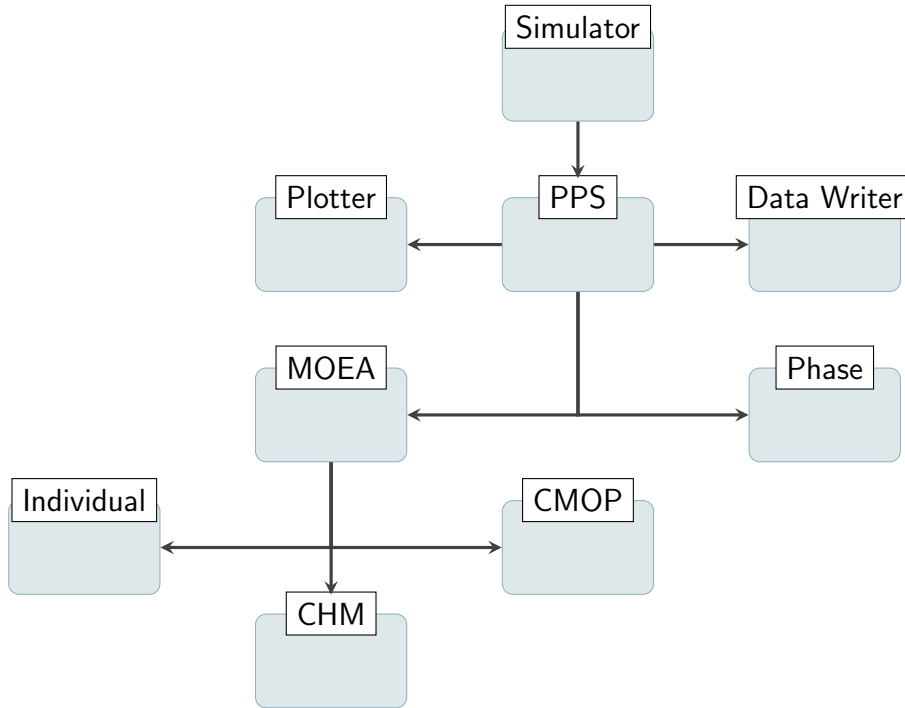 Simulator
Plotter
PPS
Data Writer
MOEA
Phase
Individual
CMOP
CHM